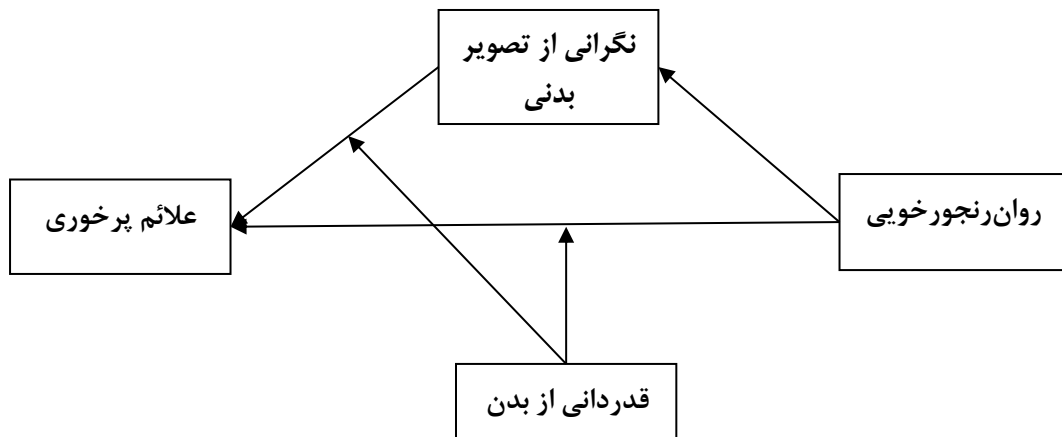 نگرانی از تصویر
بدنی
روان‌رنجورخویی
علائم پرخوری
قدردانی از بدن